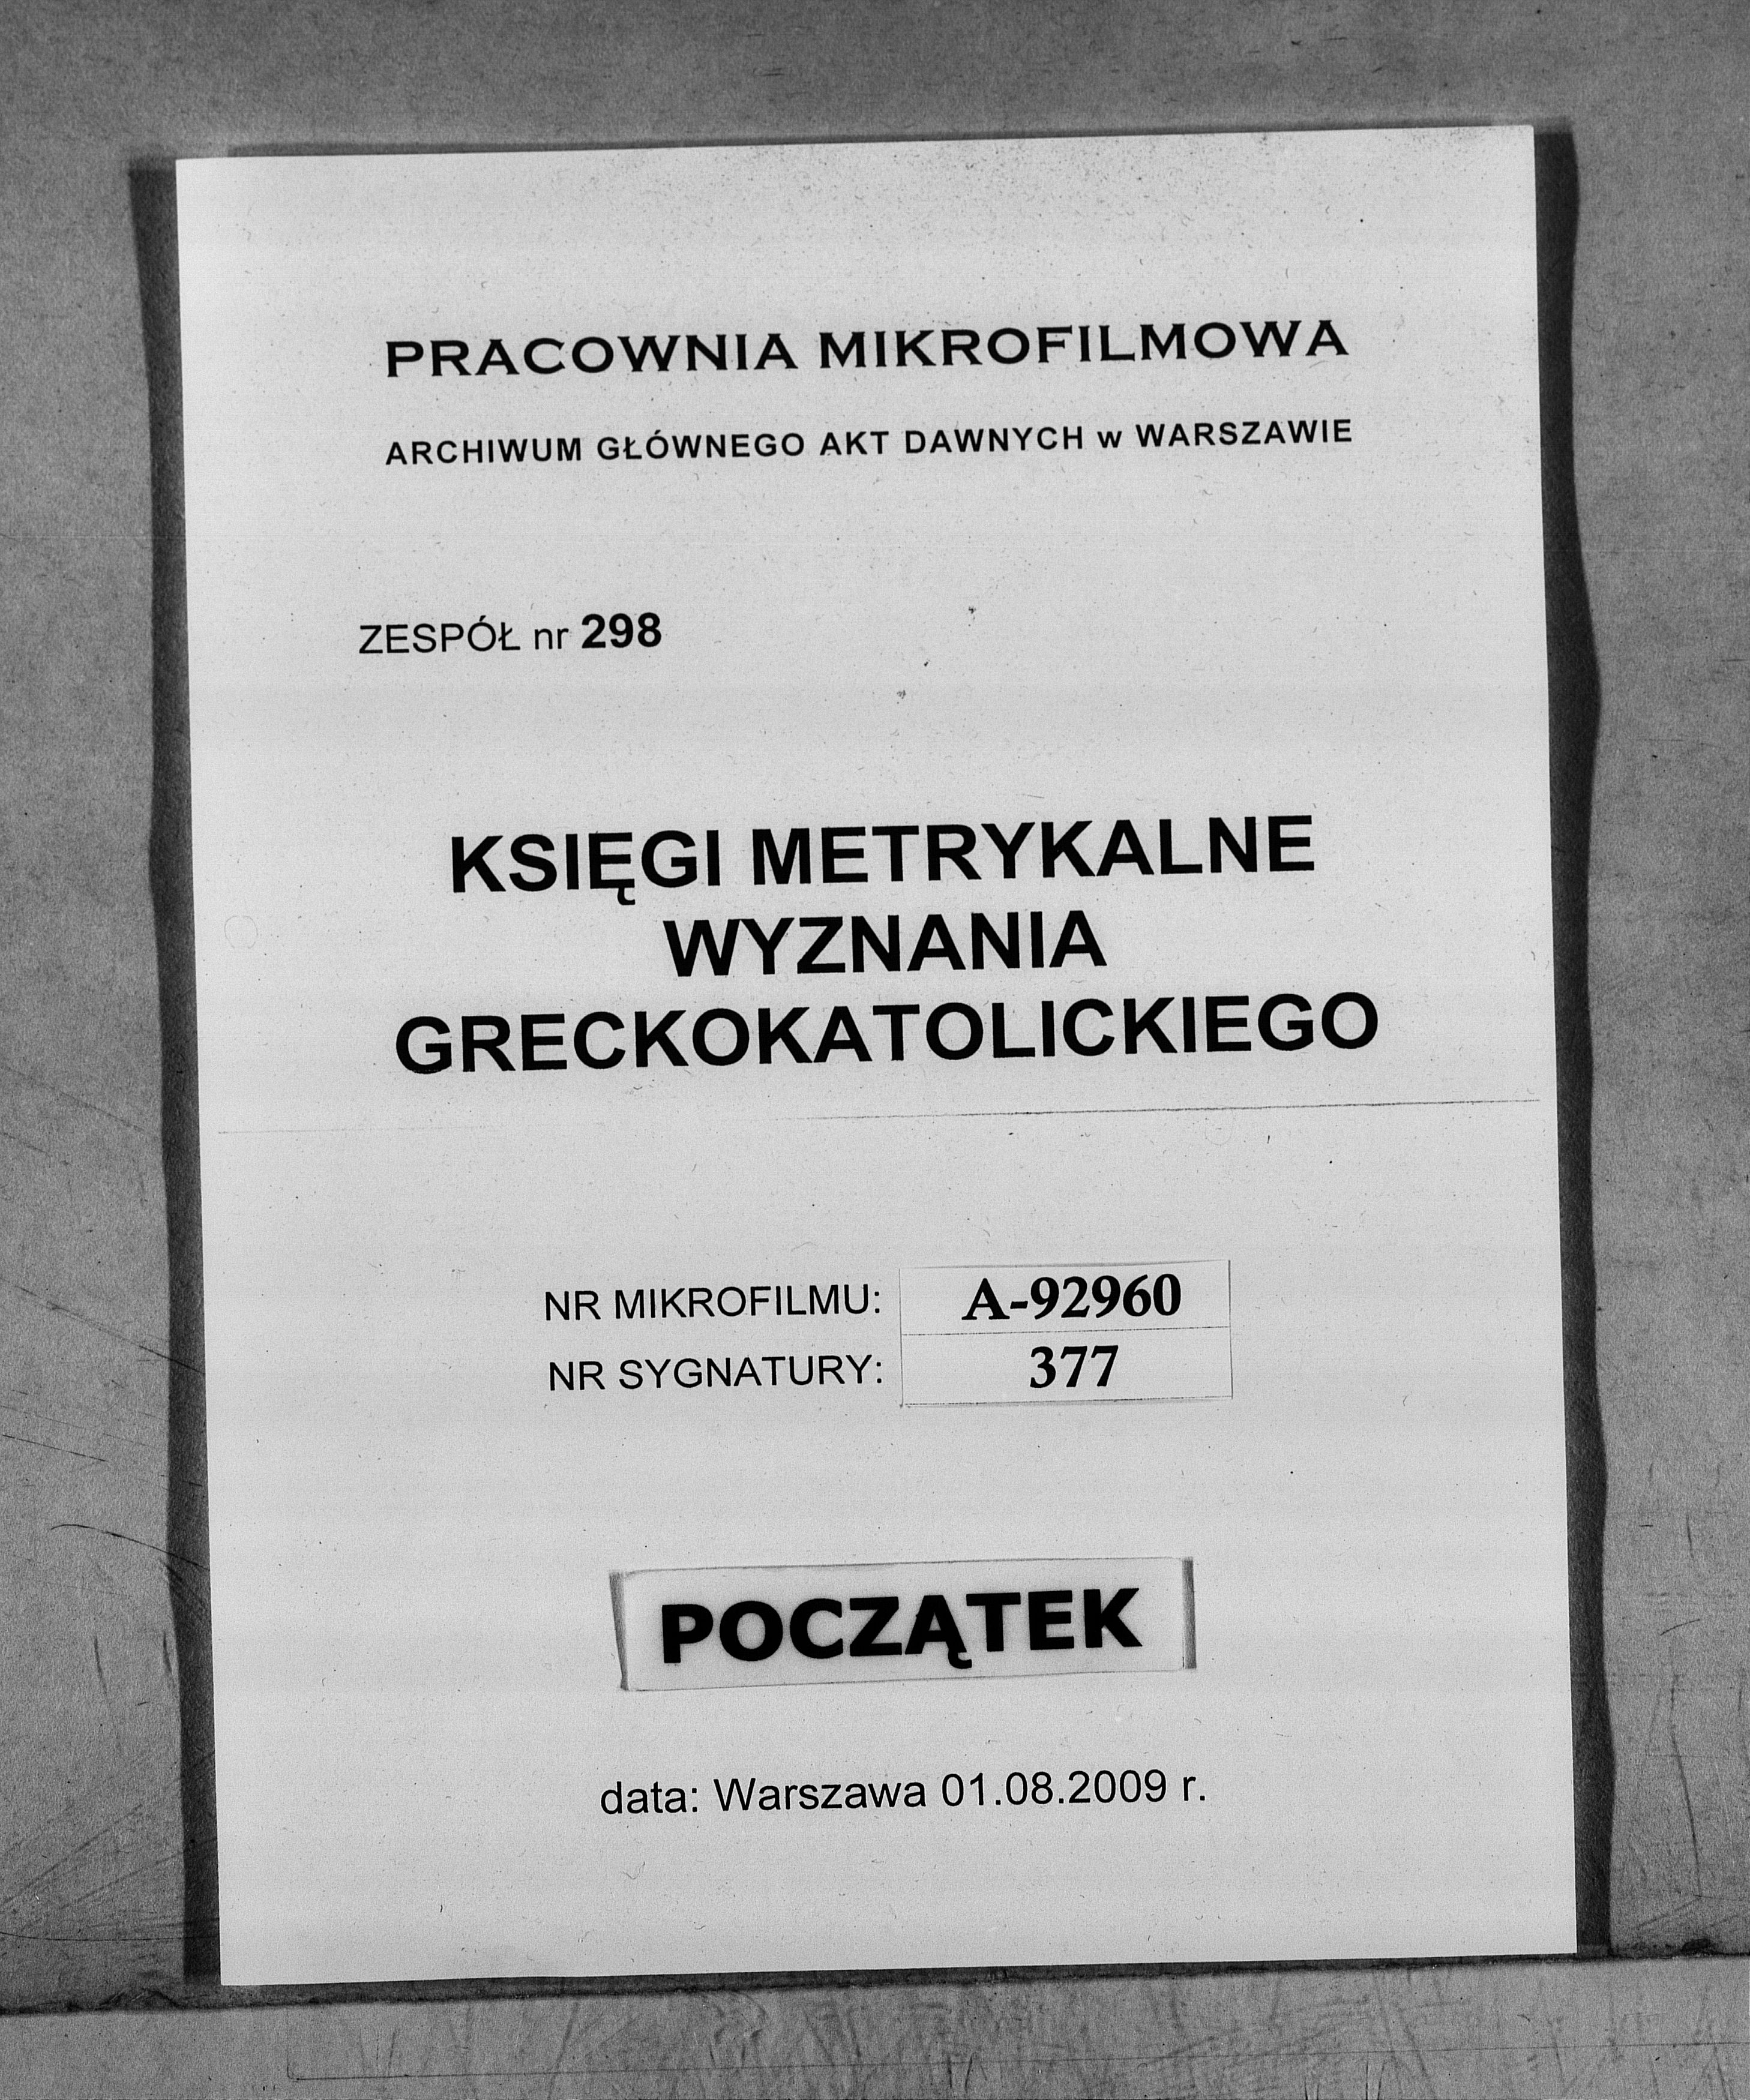 PRACOWNIA MIKROFILMOWA
ARCHIWUM GŁÓWNEGO AKT DAWNYCH w WARSZAWIE
ZESPÓŁ nr 298
KSIĘGI METRYKALNE
WYZNANIA
GRECKOKATOLICKIEGO
NR MIKROFILMU: A-92960
NR SYGNATURY: 377
POCZĄTEK
data: Warszawa 01.08.2009 r.